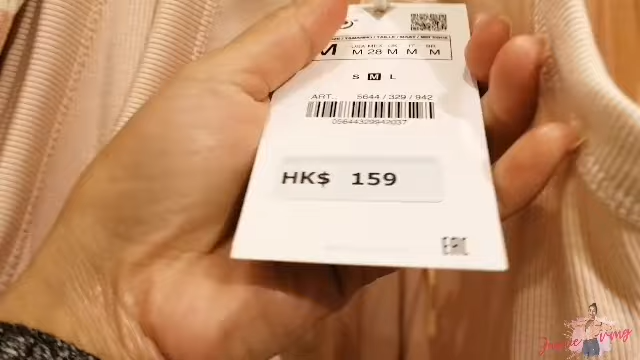 M M 28 M M M
S M L
ART. 5644 / 329 / 942
05644329942037
HK$ 159
EAC